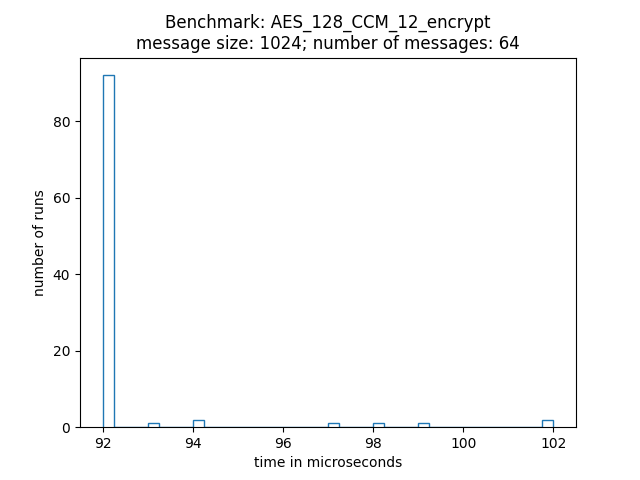 Benchmark: AES_128_CCM_12_encrypt
message size: 1024; number of messages: 64
80
60
40
20
0
number of runs
92 94 96 98 100 102
time in microseconds